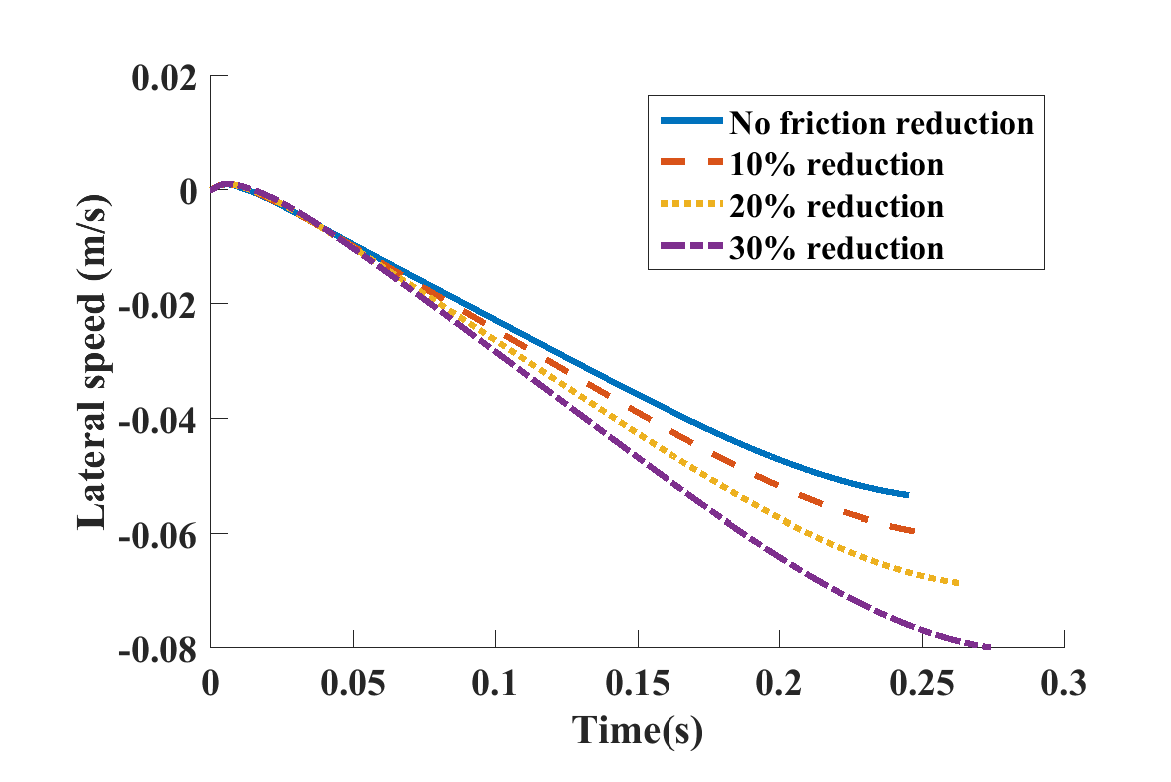 0.02
0
-0.02
-0.04
-0.06
-0.08
Lateral speed (m/s)
No friction reduction
10% reduction
20% reduction
30% reduction
0
0.05
0.1
0.15
0.2
0.25
0.3
Time(s)